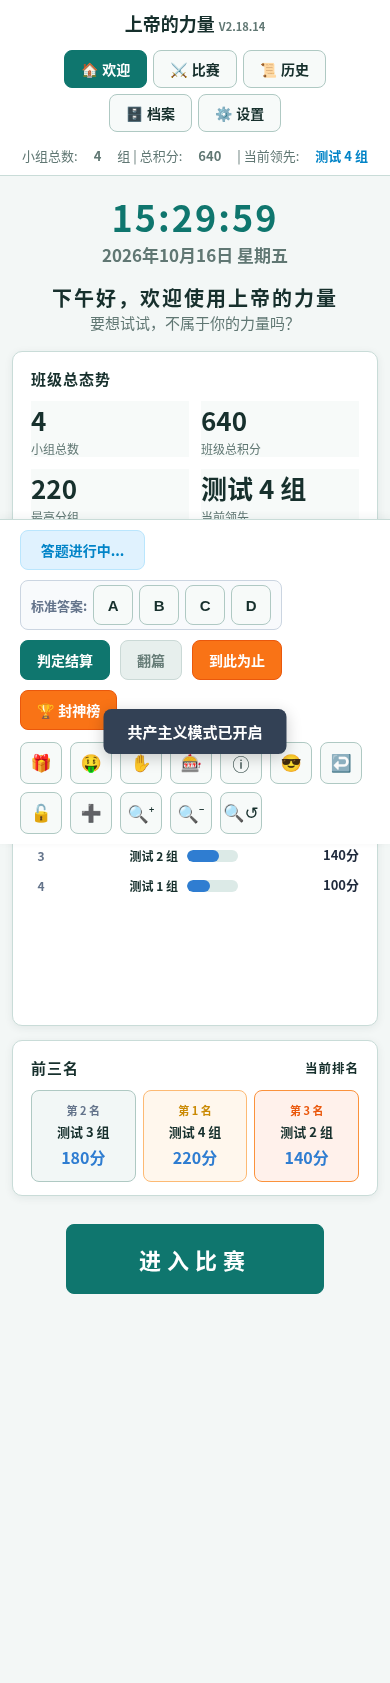 上帝的力量 V2.18.14
🏠 欢迎
⚔️ 比赛
📜 历史
🗄️ 档案
⚙️ 设置
小组总数: 4 组 | 总积分: 640 | 当前领先: 测试 4 组
15:29:59
2026年10月16日 星期五
下午好，欢迎使用上帝的力量
要想试试，不属于你的力量吗?
班级总态势
4
小组总数
640
班级总积分
220
最高分组
测试 4 组
当前领先
答题进行中...
标准答案: A B C D
判定结算
翻篇
到此为止
🏆 封神榜
共产主义模式已开启
3 测试 2 组 140分
4 测试 1 组 100分
前三名
当前排名
第 2 名
测试 3 组
180分
第 1 名
测试 4 组
220分
第 3 名
测试 2 组
140分
进入比赛